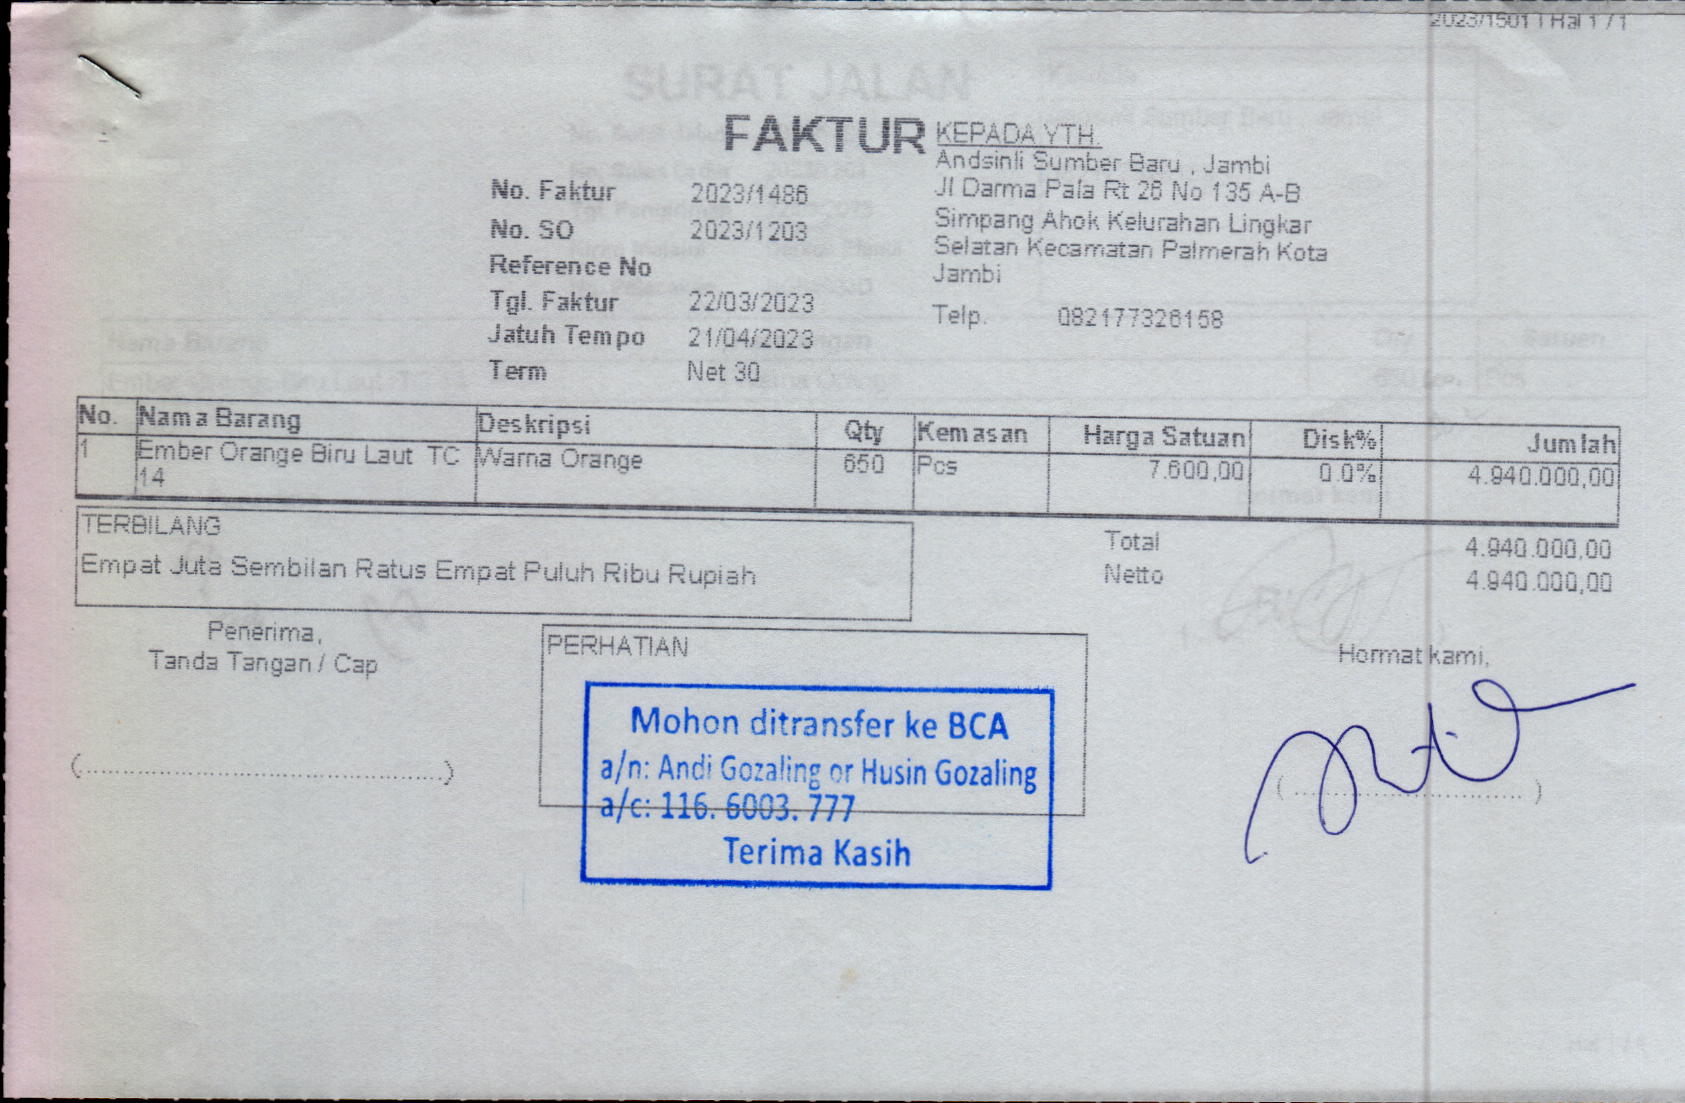 2023/1501 | Hal 1 / 1
FAKTUR
KEPADA YTH.
Andsinli Sumber Baru , Jambi
Jl Darma Pala Rt 26 No 135 A-B
Simpang Ahok Kelurahan Lingkar
Selatan Kecamatan Palmerah Kota
Jambi
Telp. 082177326158
No. Faktur 2023/1486
No. SO 2023/1203
Reference No
Tgl. Faktur 22/03/2023
Jatuh Tempo 21/04/2023
Term Net 30
No. Nama Barang Deskripsi Qty Kemasan Harga Satuan Disk% Jumlah
1 Ember Orange Biru Laut TC Warna Orange 650 Pcs 7.600,00 0.0% 4.940.000,00
14
TERBILANG
Empat Juta Sembilan Ratus Empat Puluh Ribu Rupiah
Total 4.940.000,00
Netto 4.940.000,00
Penerima,
Tanda Tangan / Cap
PERHATIAN
Mohon ditransfer ke BCA
a/n: Andi Gozaling or Husin Gozaling
a/c: 116. 6003. 777
Terima Kasih
Hormat kami,
SURAT JALAN